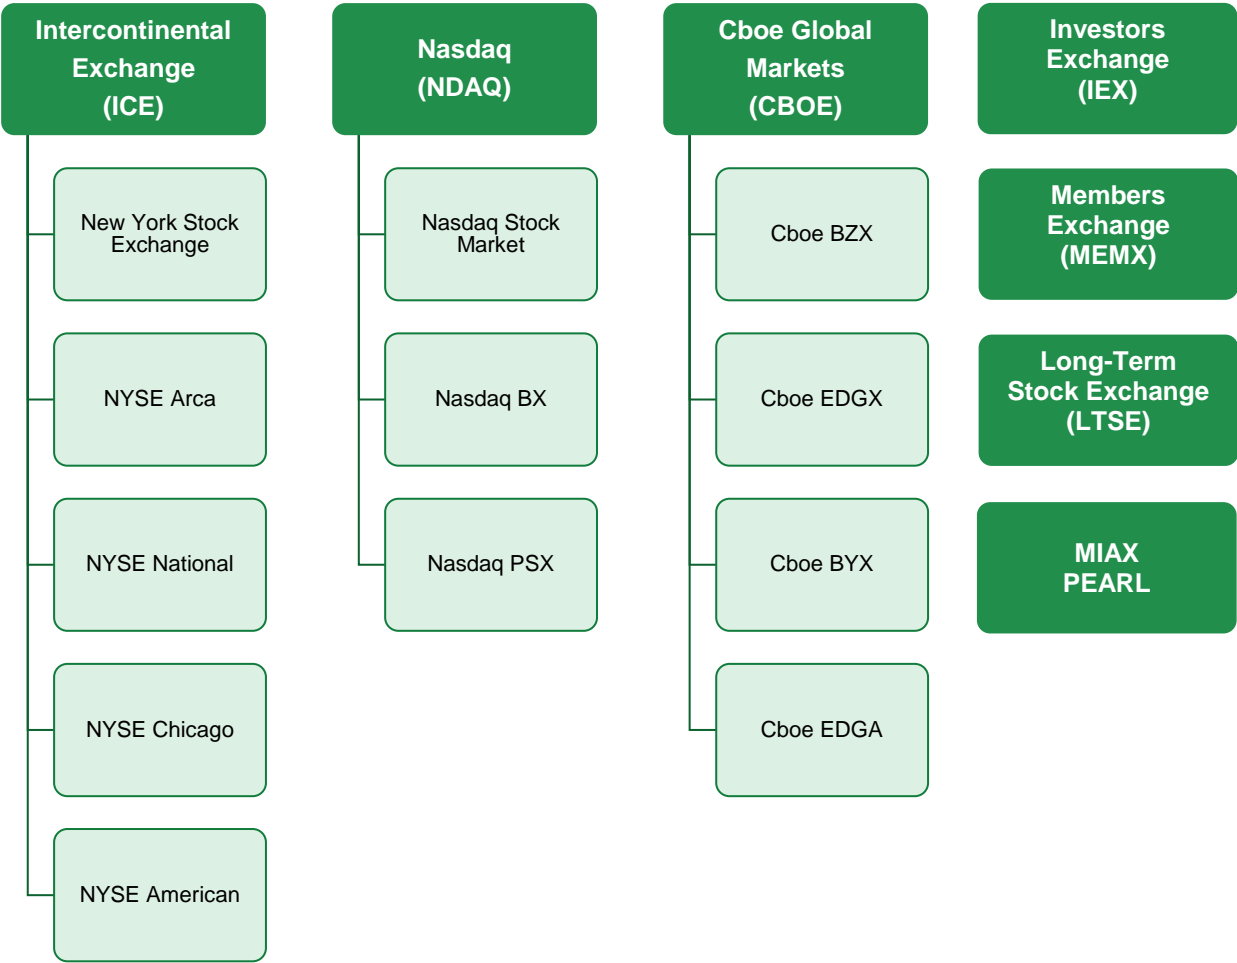 Intercontinental
Exchange
(ICE)
New York Stock
Exchange
NYSE Arca
NYSE National
NYSE Chicago
NYSE American
Nasdaq
(NDAQ)
Nasdaq Stock
Market
Nasdaq BX
Nasdaq PSX
Cboe Global
Markets
(CBOE)
Cboe BZX
Cboe EDGX
Cboe BYX
Cboe EDGA
Investors
Exchange
(IEX)
Members
Exchange
(MEMX)
Long-Term
Stock Exchange
(LTSE)
MIAX
PEARL